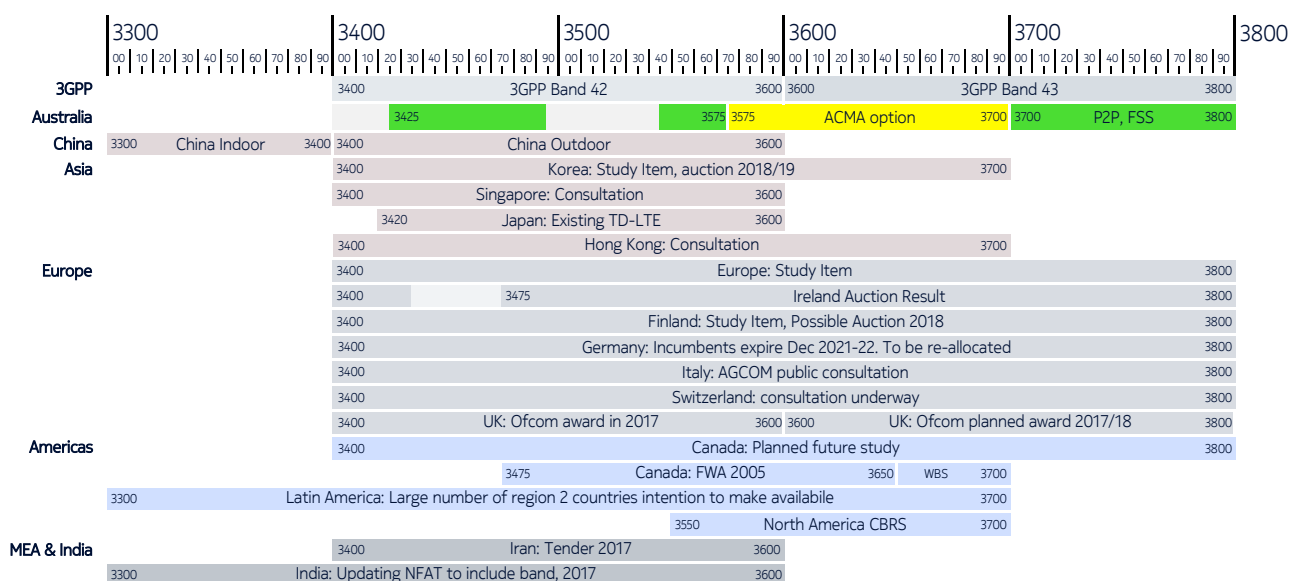 3300 3400 3500 3600 3700 3800
00 10 20 30 40 50 60 70 80 90 00 10 20 30 40 50 60 70 80 90 00 10 20 30 40 50 60 70 80 90 00 10 20 30 40 50 60 70 80 90 00 10 20 30 40 50 60 70 80 90
3GPP 3400 3GPP Band 42 3600 3600 3GPP Band 43 3800
Australia 3425 3575 3575 ACMA option 3700 3700 P2P, FSS 3800
China 3300 China Indoor 3400 3400 China Outdoor 3600
Asia 3400 Korea: Study Item, auction 2018/19 3700
3400 Singapore: Consultation 3600
3420 Japan: Existing TD-LTE 3600
3400 Hong Kong: Consultation 3700
Europe 3400 Europe: Study Item 3800
3400 3475 Ireland Auction Result 3800
3400 Finland: Study Item, Possible Auction 2018 3800
3400 Germany: Incumbents expire Dec 2021-22. To be re-allocated 3800
3400 Italy: AGCOM public consultation 3800
3400 Switzerland: consultation underway 3800
3400 UK: Ofcom award in 2017 3600 3600 UK: Ofcom planned award 2017/18 3800
Americas 3400 Canada: Planned future study 3800
3475 Canada: FWA 2005 3650 WBS 3700
3300 Latin America: Large number of region 2 countries intention to make availabile 3700
3550 North America CBRS 3700
MEA & India 3400 Iran: Tender 2017 3600
3300 India: Updating NFAT to include band, 2017 3600